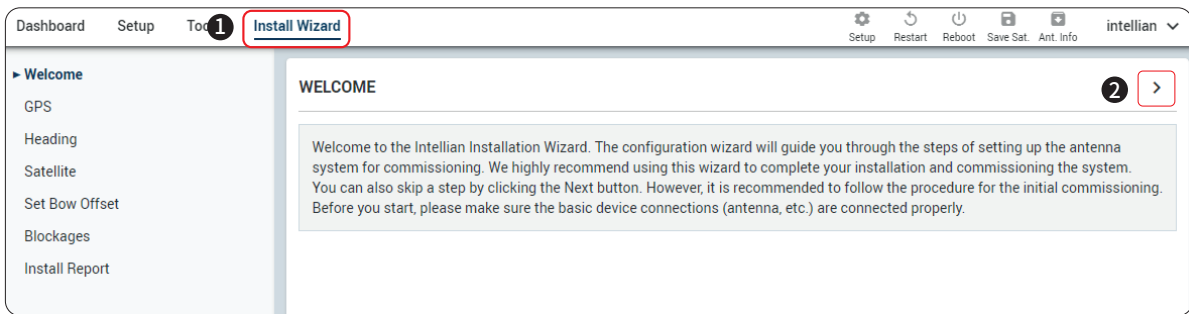 Dashboard Setup Too 1 Install Wizard Setup Restart Reboot Save Sat. Ant. Info intellian
Welcome
GPS
Heading
Satellite
Set Bow Offset
Blockages
Install Report
WELCOME 2
Welcome to the Intellian Installation Wizard. The configuration wizard will guide you through the steps of setting up the antenna
system for commissioning. We highly recommend using this wizard to complete your installation and commissioning the system.
You can also skip a step by clicking the Next button. However, it is recommended to follow the procedure for the initial commissioning.
Before you start, please make sure the basic device connections (antenna, etc.) are connected properly.